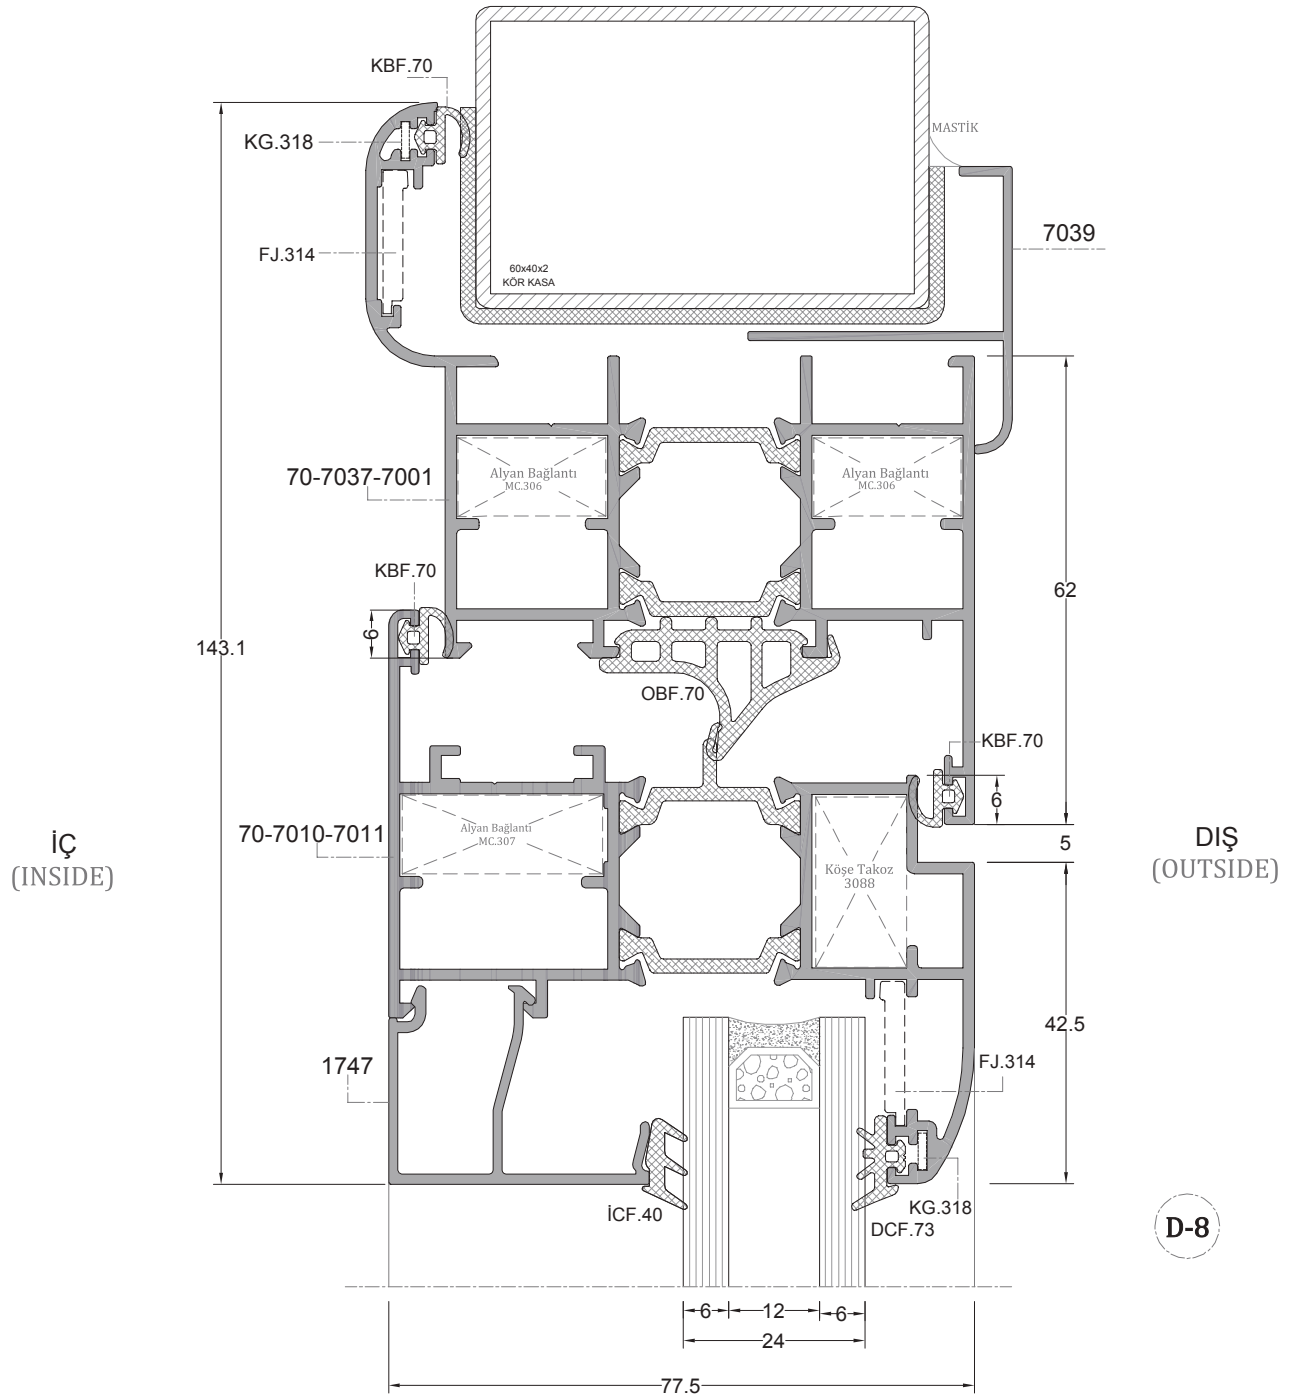 KBF.70
KG.318
MASTİK
FJ.314
7039
60x40x2
KÖR KASA
70-7037-7001
Alyan Bağlantı
MC.306
Alyan Bağlantı
MC.306
KBF.70
6
62
143.1
OBF.70
KBF.70
6
70-7010-7011
Alyan Bağlantı
MC.307
Köşe Takoz
3088
5
İÇ
(INSIDE)
DIŞ
(OUTSIDE)
42.5
1747
FJ.314
İCF.40
KG.318
DCF.73
D-8
6
12
6
24
77.5